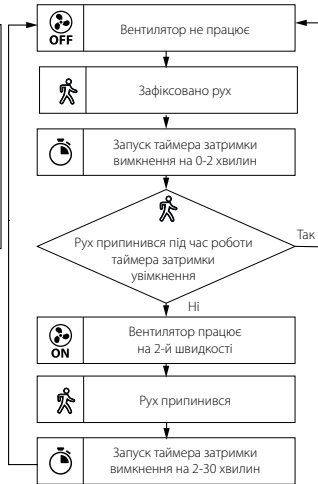 OFF
Вентилятор не працює
Зафіксовано рух
Запуск таймера затримки
вимкнення на 0-2 хвилин
Рух припинився під час роботи
таймера затримки
увімкнення
Так
Ні
ON
Вентилятор працює
на 2-й швидкості
Рух припинився
Запуск таймера затримки
вимкнення на 2-30 хвилин